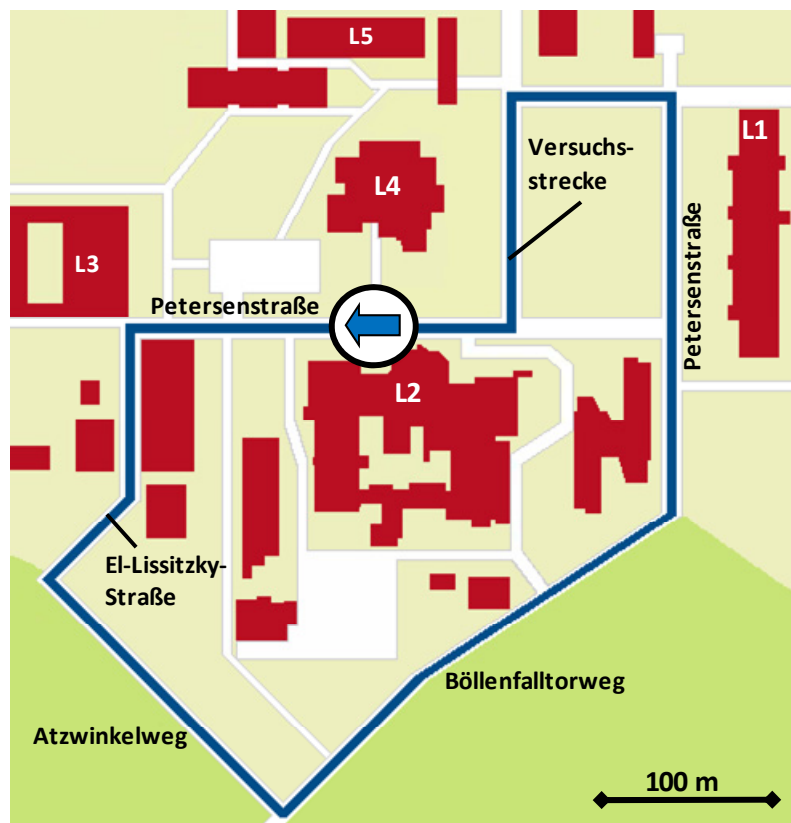 L5
L1
Versuchs-
strecke
L4
L3
Petersenstraße
Petersenstraße
L2
El-Lissitzky-
Straße
Böllenfalltorweg
Atzwinkelweg
100 m